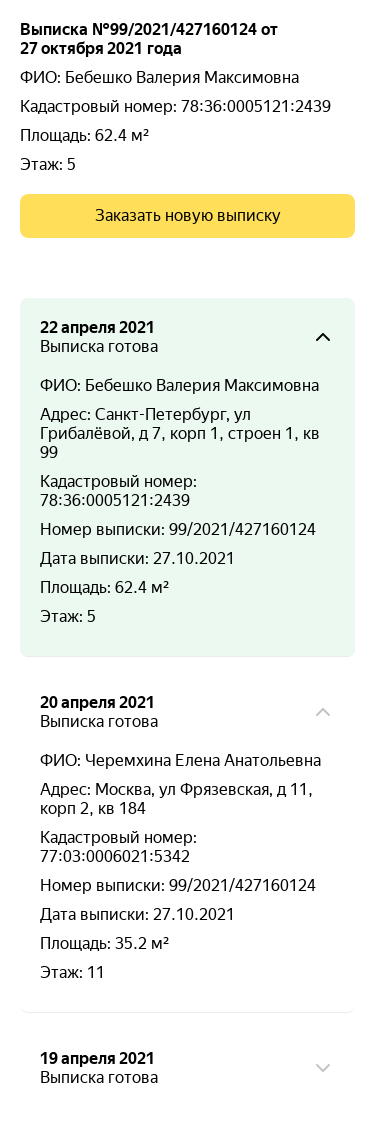 Выписка №99/2021/427160124 от
27 октября 2021 года
ФИО: Бебешко Валерия Максимовна
Кадастровый номер: 78:36:0005121:2439
Площадь: 62.4 м²
Этаж: 5
Заказать новую выписку
22 апреля 2021
Выписка готова
ФИО: Бебешко Валерия Максимовна
Адрес: Санкт-Петербург, ул
Грибалёвой, д 7, корп 1, строен 1, кв
99
Кадастровый номер:
78:36:0005121:2439
Номер выписки: 99/2021/427160124
Дата выписки: 27.10.2021
Площадь: 62.4 м²
Этаж: 5
20 апреля 2021
Выписка готова
ФИО: Черемхина Елена Анатольевна
Адрес: Москва, ул Фрязевская, д 11,
корп 2, кв 184
Кадастровый номер:
77:03:0006021:5342
Номер выписки: 99/2021/427160124
Дата выписки: 27.10.2021
Площадь: 35.2 м²
Этаж: 11
19 апреля 2021
Выписка готова